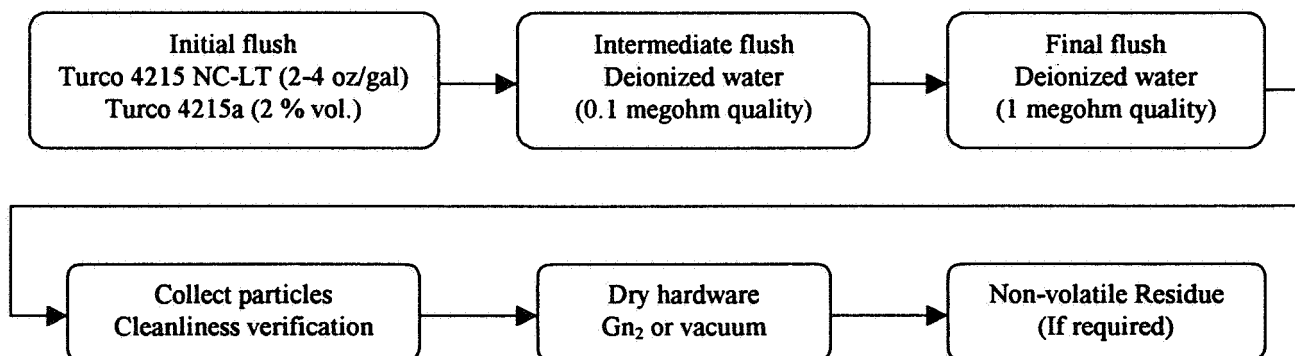 Initial flush
Turco 4215 NC-LT (2-4 oz/gal)
Turco 4215a (2 % vol.)
Intermediate flush
Deionized water
(0.1 megohm quality)
Final flush
Deionized water
(1 megohm quality)
Collect particles
Cleanliness verification
Dry hardware
Gn₂ or vacuum
Non-volatile Residue
(If required)